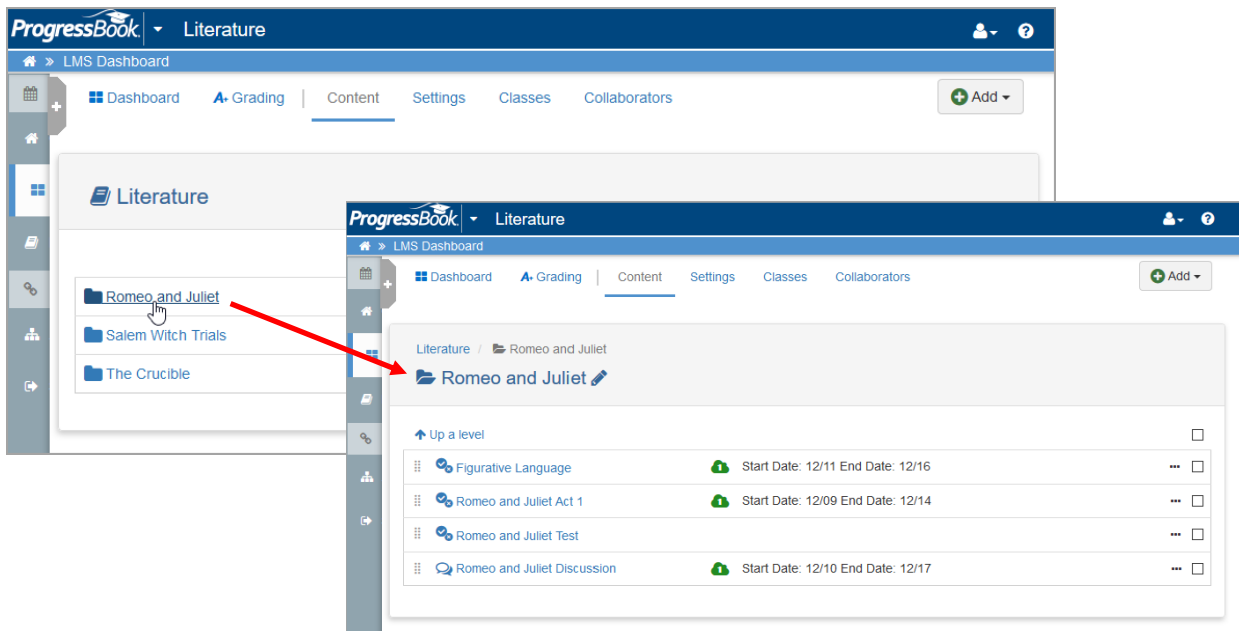 ProgressBook. Literature
LMS Dashboard
Dashboard A+ Grading Content Settings Classes Collaborators Add
Literature
Romeo and Juliet
Salem Witch Trials
The Crucible
ProgressBook. Literature
LMS Dashboard
Dashboard A+ Grading Content Settings Classes Collaborators Add
Literature / Romeo and Juliet
Romeo and Juliet
Up a level
Figurative Language Start Date: 12/11 End Date: 12/16
Romeo and Juliet Act 1 Start Date: 12/09 End Date: 12/14
Romeo and Juliet Test
Romeo and Juliet Discussion Start Date: 12/10 End Date: 12/17